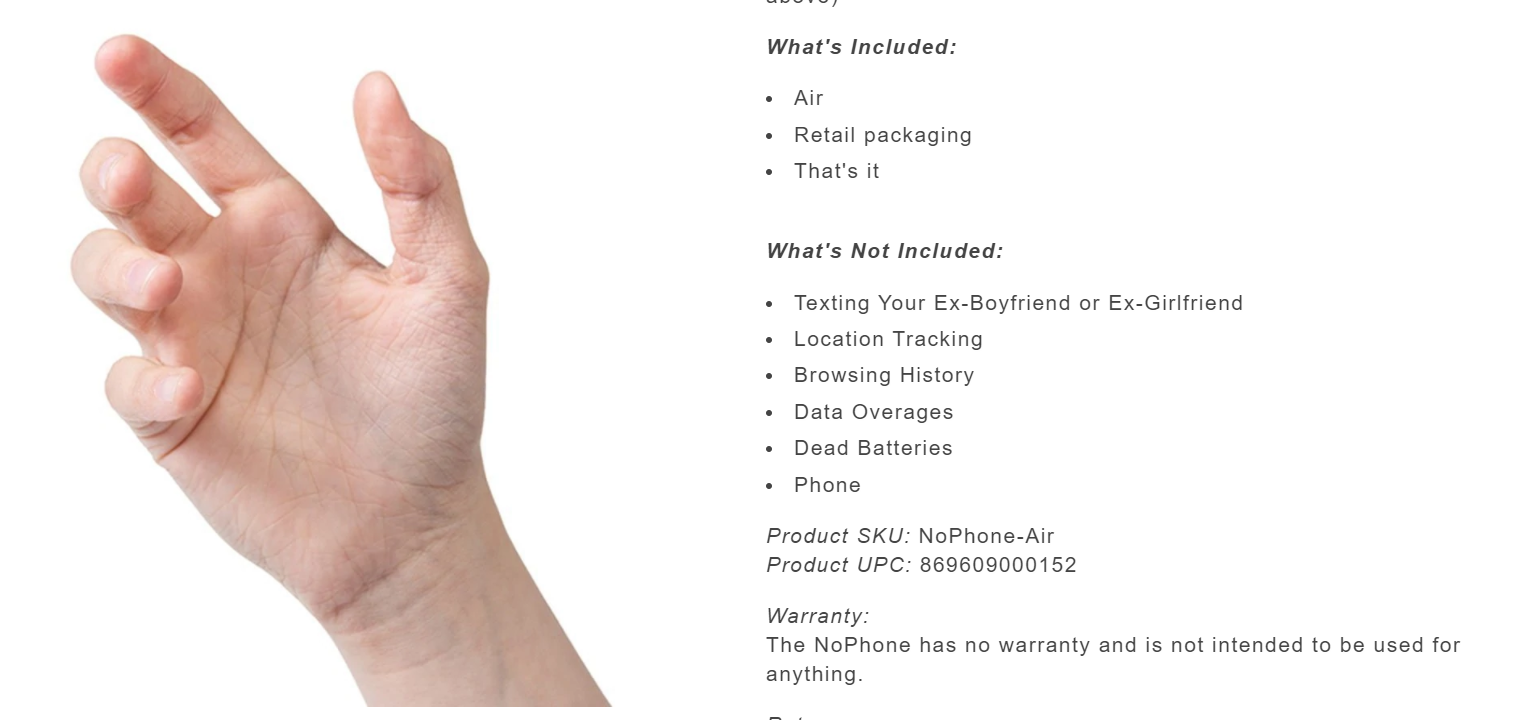 What's Included:
Air
Retail packaging
That's it
What's Not Included:
Texting Your Ex-Boyfriend or Ex-Girlfriend
Location Tracking
Browsing History
Data Overages
Dead Batteries
Phone
Product SKU: NoPhone-Air
Product UPC: 869609000152
Warranty:
The NoPhone has no warranty and is not intended to be used for
anything.